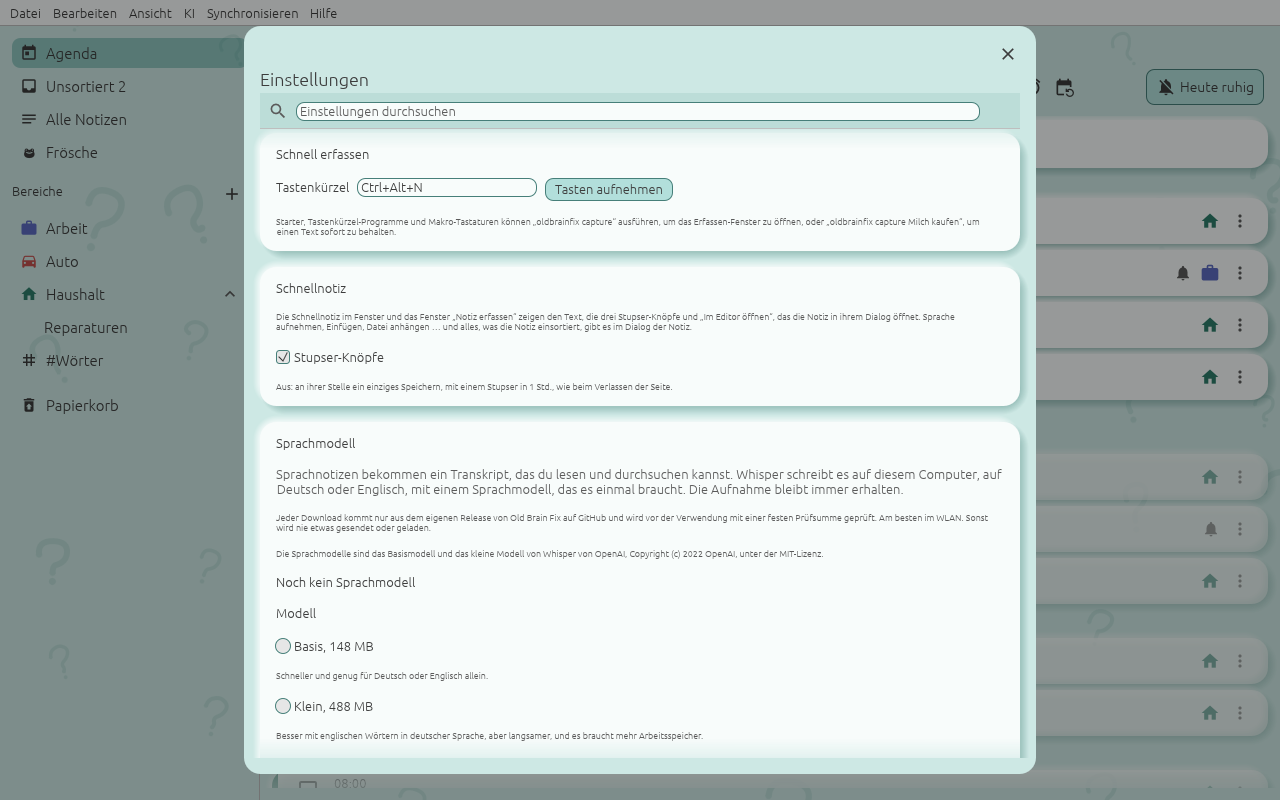 Datei Bearbeiten Ansicht KI Synchronisieren Hilfe
Agenda
Unsortiert 2
Alle Notizen
Frösche
Bereiche
Arbeit
Auto
Haushalt
Reparaturen
#Wörter
Papierkorb
Heute ruhig
Einstellungen
Einstellungen durchsuchen
Schnell erfassen
Tastenkürzel Ctrl+Alt+N Tasten aufnehmen
Starter, Tastenkürzel-Programme und Makro-Tastaturen können „oldbrainfix capture“ ausführen, um das Erfassen-Fenster zu öffnen, oder „oldbrainfix capture Milch kaufen“, um
einen Text sofort zu behalten.
Schnellnotiz
Die Schnellnotiz im Fenster und das Fenster „Notiz erfassen“ zeigen den Text, die drei Stupser-Knöpfe und „Im Editor öffnen“, das die Notiz in ihrem Dialog öffnet. Sprache
aufnehmen, Einfügen, Datei anhängen … und alles, was die Notiz einsortiert, gibt es im Dialog der Notiz.
Stupser-Knöpfe
Aus: an ihrer Stelle ein einziges Speichern, mit einem Stupser in 1 Std., wie beim Verlassen der Seite.
Sprachmodell
Sprachnotizen bekommen ein Transkript, das du lesen und durchsuchen kannst. Whisper schreibt es auf diesem Computer, auf
Deutsch oder Englisch, mit einem Sprachmodell, das es einmal braucht. Die Aufnahme bleibt immer erhalten.
Jeder Download kommt nur aus dem eigenen Release von Old Brain Fix auf GitHub und wird vor der Verwendung mit einer festen Prüfsumme geprüft. Am besten im WLAN. Sonst
wird nie etwas gesendet oder geladen.
Die Sprachmodelle sind das Basismodell und das kleine Modell von Whisper von OpenAI, Copyright (c) 2022 OpenAI, unter der MIT-Lizenz.
Noch kein Sprachmodell
Modell
Basis, 148 MB
Schneller und genug für Deutsch oder Englisch allein.
Klein, 488 MB
Besser mit englischen Wörtern in deutscher Sprache, aber langsamer, und es braucht mehr Arbeitsspeicher.
08:00